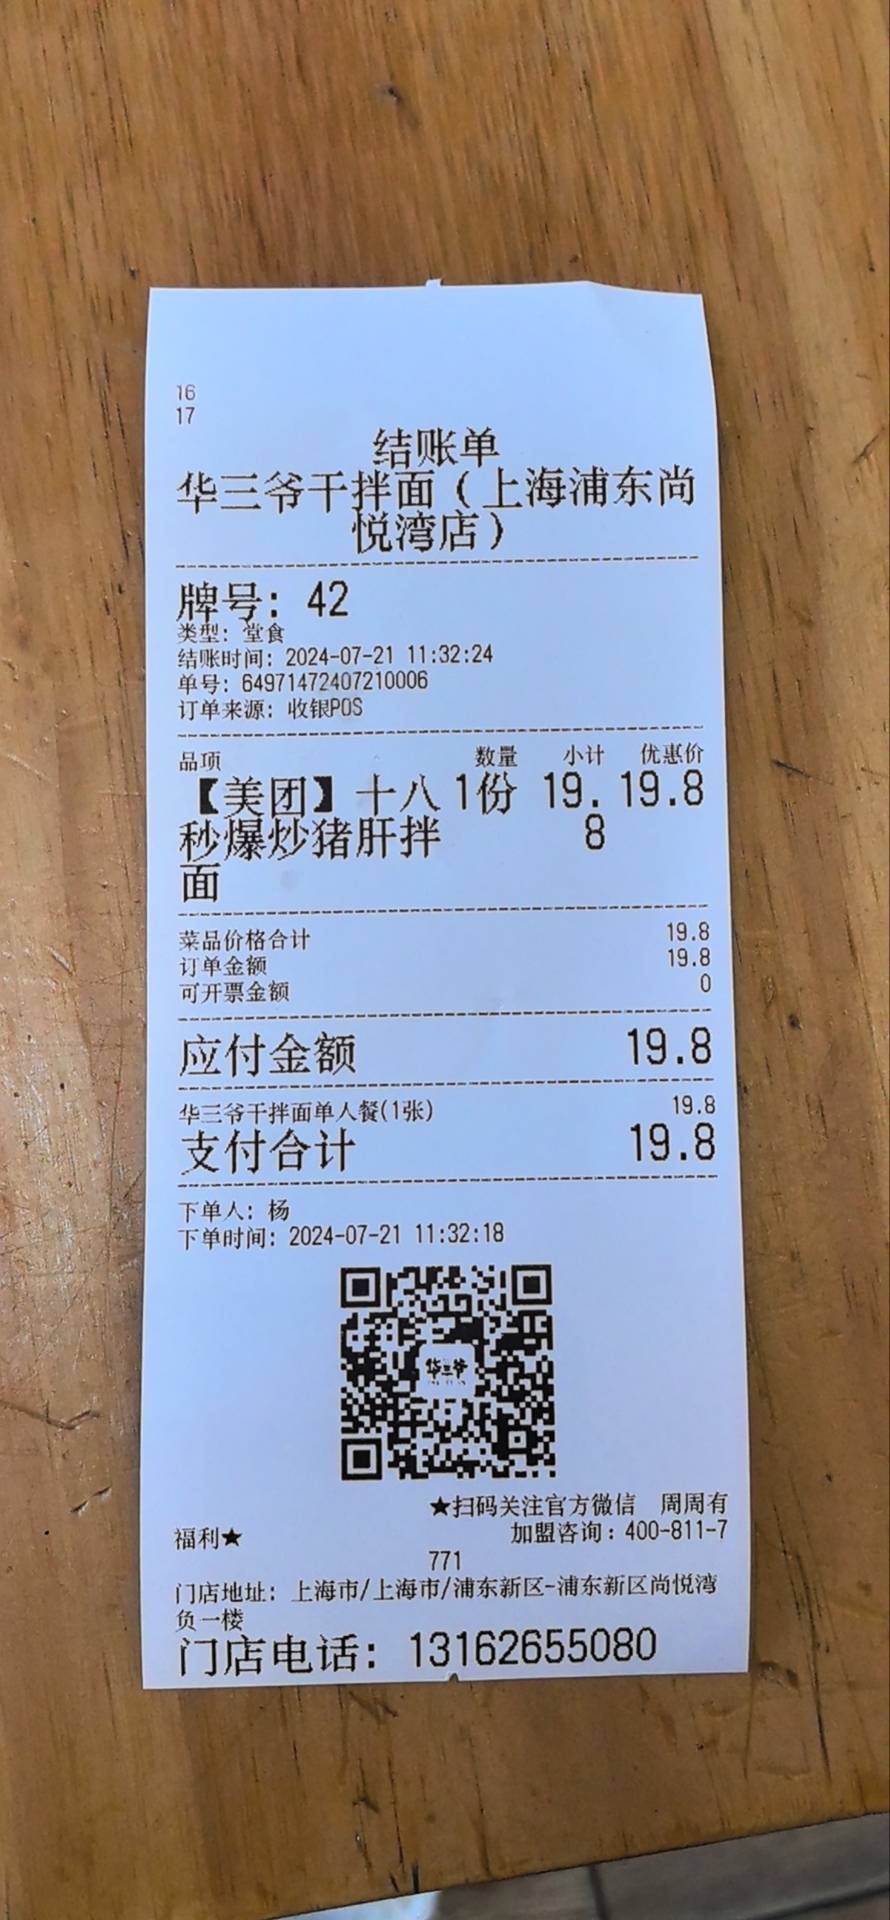 16
17
结账单
华三爷干拌面（上海浦东尚
悦湾店）
牌号: 42
类型: 堂食
结账时间: 2024-07-21 11:32:24
单号: 64971472407210006
订单来源: 收银POS
品项 数量 小计 优惠价
【美团】十八 1份 19. 19.8
秒爆炒猪肝拌 8
面
菜品价格合计 19.8
订单金额 19.8
可开票金额 0
应付金额 19.8
华三爷干拌面单人餐(1张) 19.8
支付合计 19.8
下单人: 杨
下单时间: 2024-07-21 11:32:18
华三爷
★扫码关注官方微信 周周有
福利★ 加盟咨询: 400-811-7
771
门店地址: 上海市/上海市/浦东新区-浦东新区尚悦湾
负一楼
门店电话: 13162655080